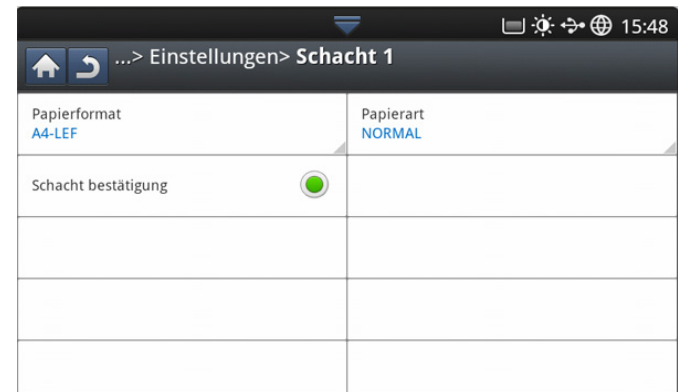 15:48
...> Einstellungen> Schacht 1
Papierformat
A4-LEF
Papierart
NORMAL
Schacht bestätigung